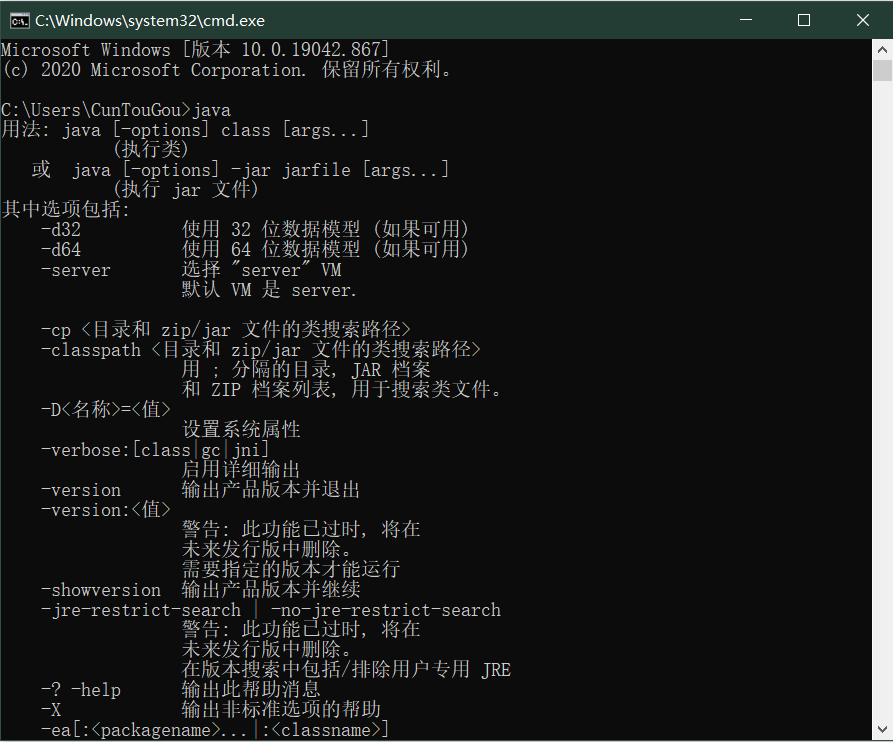 C:\Windows\system32\cmd.exe
Microsoft Windows [版本 10.0.19042.867]
(c) 2020 Microsoft Corporation. 保留所有权利。
C:\Users\CunTouGou>java
用法: java [-options] class [args...]
(执行类)
或  java [-options] -jar jarfile [args...]
(执行 jar 文件)
其中选项包括:
-d32          使用 32 位数据模型 (如果可用)
-d64          使用 64 位数据模型 (如果可用)
-server       选择 "server" VM
默认 VM 是 server.
-cp <目录和 zip/jar 文件的类搜索路径>
-classpath <目录和 zip/jar 文件的类搜索路径>
用 ; 分隔的目录, JAR 档案
和 ZIP 档案列表, 用于搜索类文件。
-D<名称>=<值>
设置系统属性
-verbose:[class|gc|jni]
启用详细输出
-version      输出产品版本并退出
-version:<值>
警告: 此功能已过时, 将在
未来发行版中删除。
需要指定的版本才能运行
-showversion  输出产品版本并继续
-jre-restrict-search | -no-jre-restrict-search
警告: 此功能已过时, 将在
未来发行版中删除。
在版本搜索中包括/排除用户专用 JRE
-? -help      输出此帮助消息
-X            输出非标准选项的帮助
-ea[:<packagename>...|:<classname>]